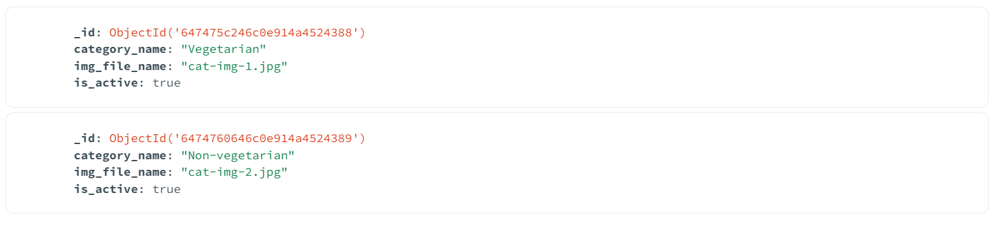 _id: ObjectId('647475c246c0e914a4524388')
category_name: "Vegetarian"
img_file_name: "cat-img-1.jpg"
is_active: true
_id: ObjectId('6474760646c0e914a4524389')
category_name: "Non-vegetarian"
img_file_name: "cat-img-2.jpg"
is_active: true